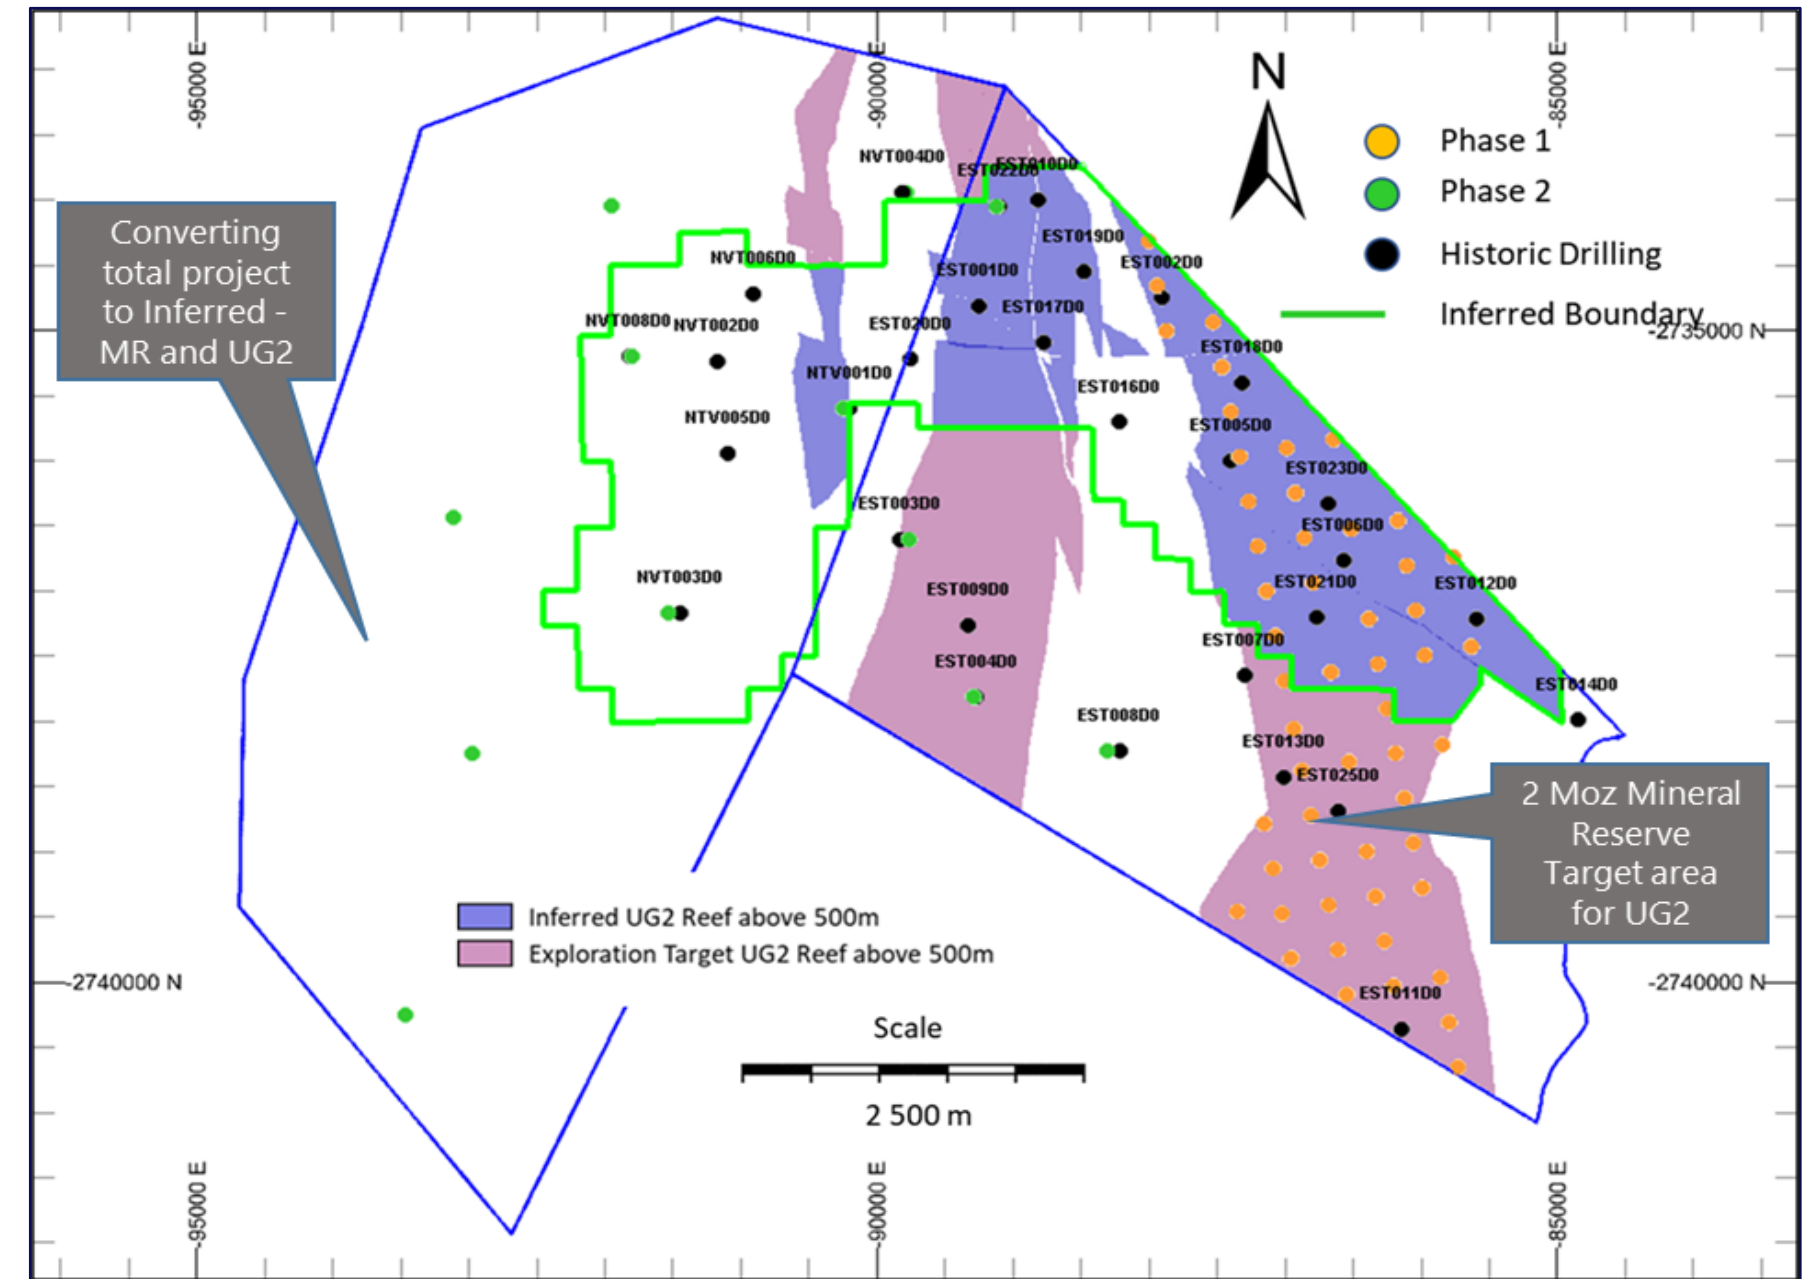 -95000 E
-90000 E
-85000 E
N
Phase 1
Phase 2
Historic Drilling
Inferred Boundary
-2735000 N
Converting
total project
to Inferred -
MR and UG2
NVT004D0
EST022D0
EST010D0
EST019D0
EST002D0
NVT006D0
EST001D0
EST017D0
NVT008D0
NVT002D0
EST020D0
EST018D0
NTV001D0
EST016D0
NTV005D0
EST005D0
EST023D0
EST003D0
EST006D0
NVT003D0
EST009D0
EST021D0
EST012D0
EST007D0
EST004D0
EST014D0
EST008D0
EST013D0
EST025D0
2 Moz Mineral
Reserve
Target area
for UG2
Inferred UG2 Reef above 500m
Exploration Target UG2 Reef above 500m
-2740000 N
-2740000 N
EST011D0
Scale
2 500 m
-95000 E
-90000 E
-85000 E